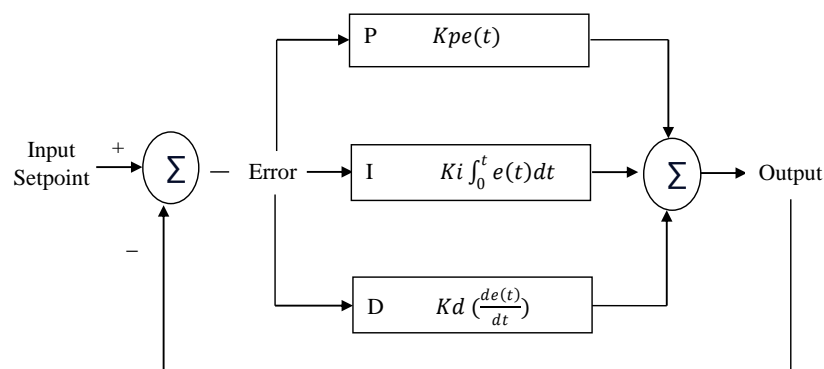 P Kpe(t)
Input
Setpoint
+
Σ
Error
I Ki ∫₀ᵗ e(t)dt
Σ
Output
−
D Kd (de(t)/dt)